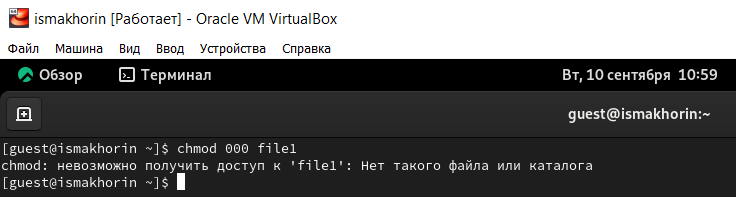 ismakhorin [Работает] - Oracle VM VirtualBox
Файл Машина Вид Ввод Устройства Справка
Обзор Терминал Вт, 10 сентября 10:59
guest@ismakhorin:~
[guest@ismakhorin ~]$ chmod 000 file1
chmod: невозможно получить доступ к 'file1': Нет такого файла или каталога
[guest@ismakhorin ~]$